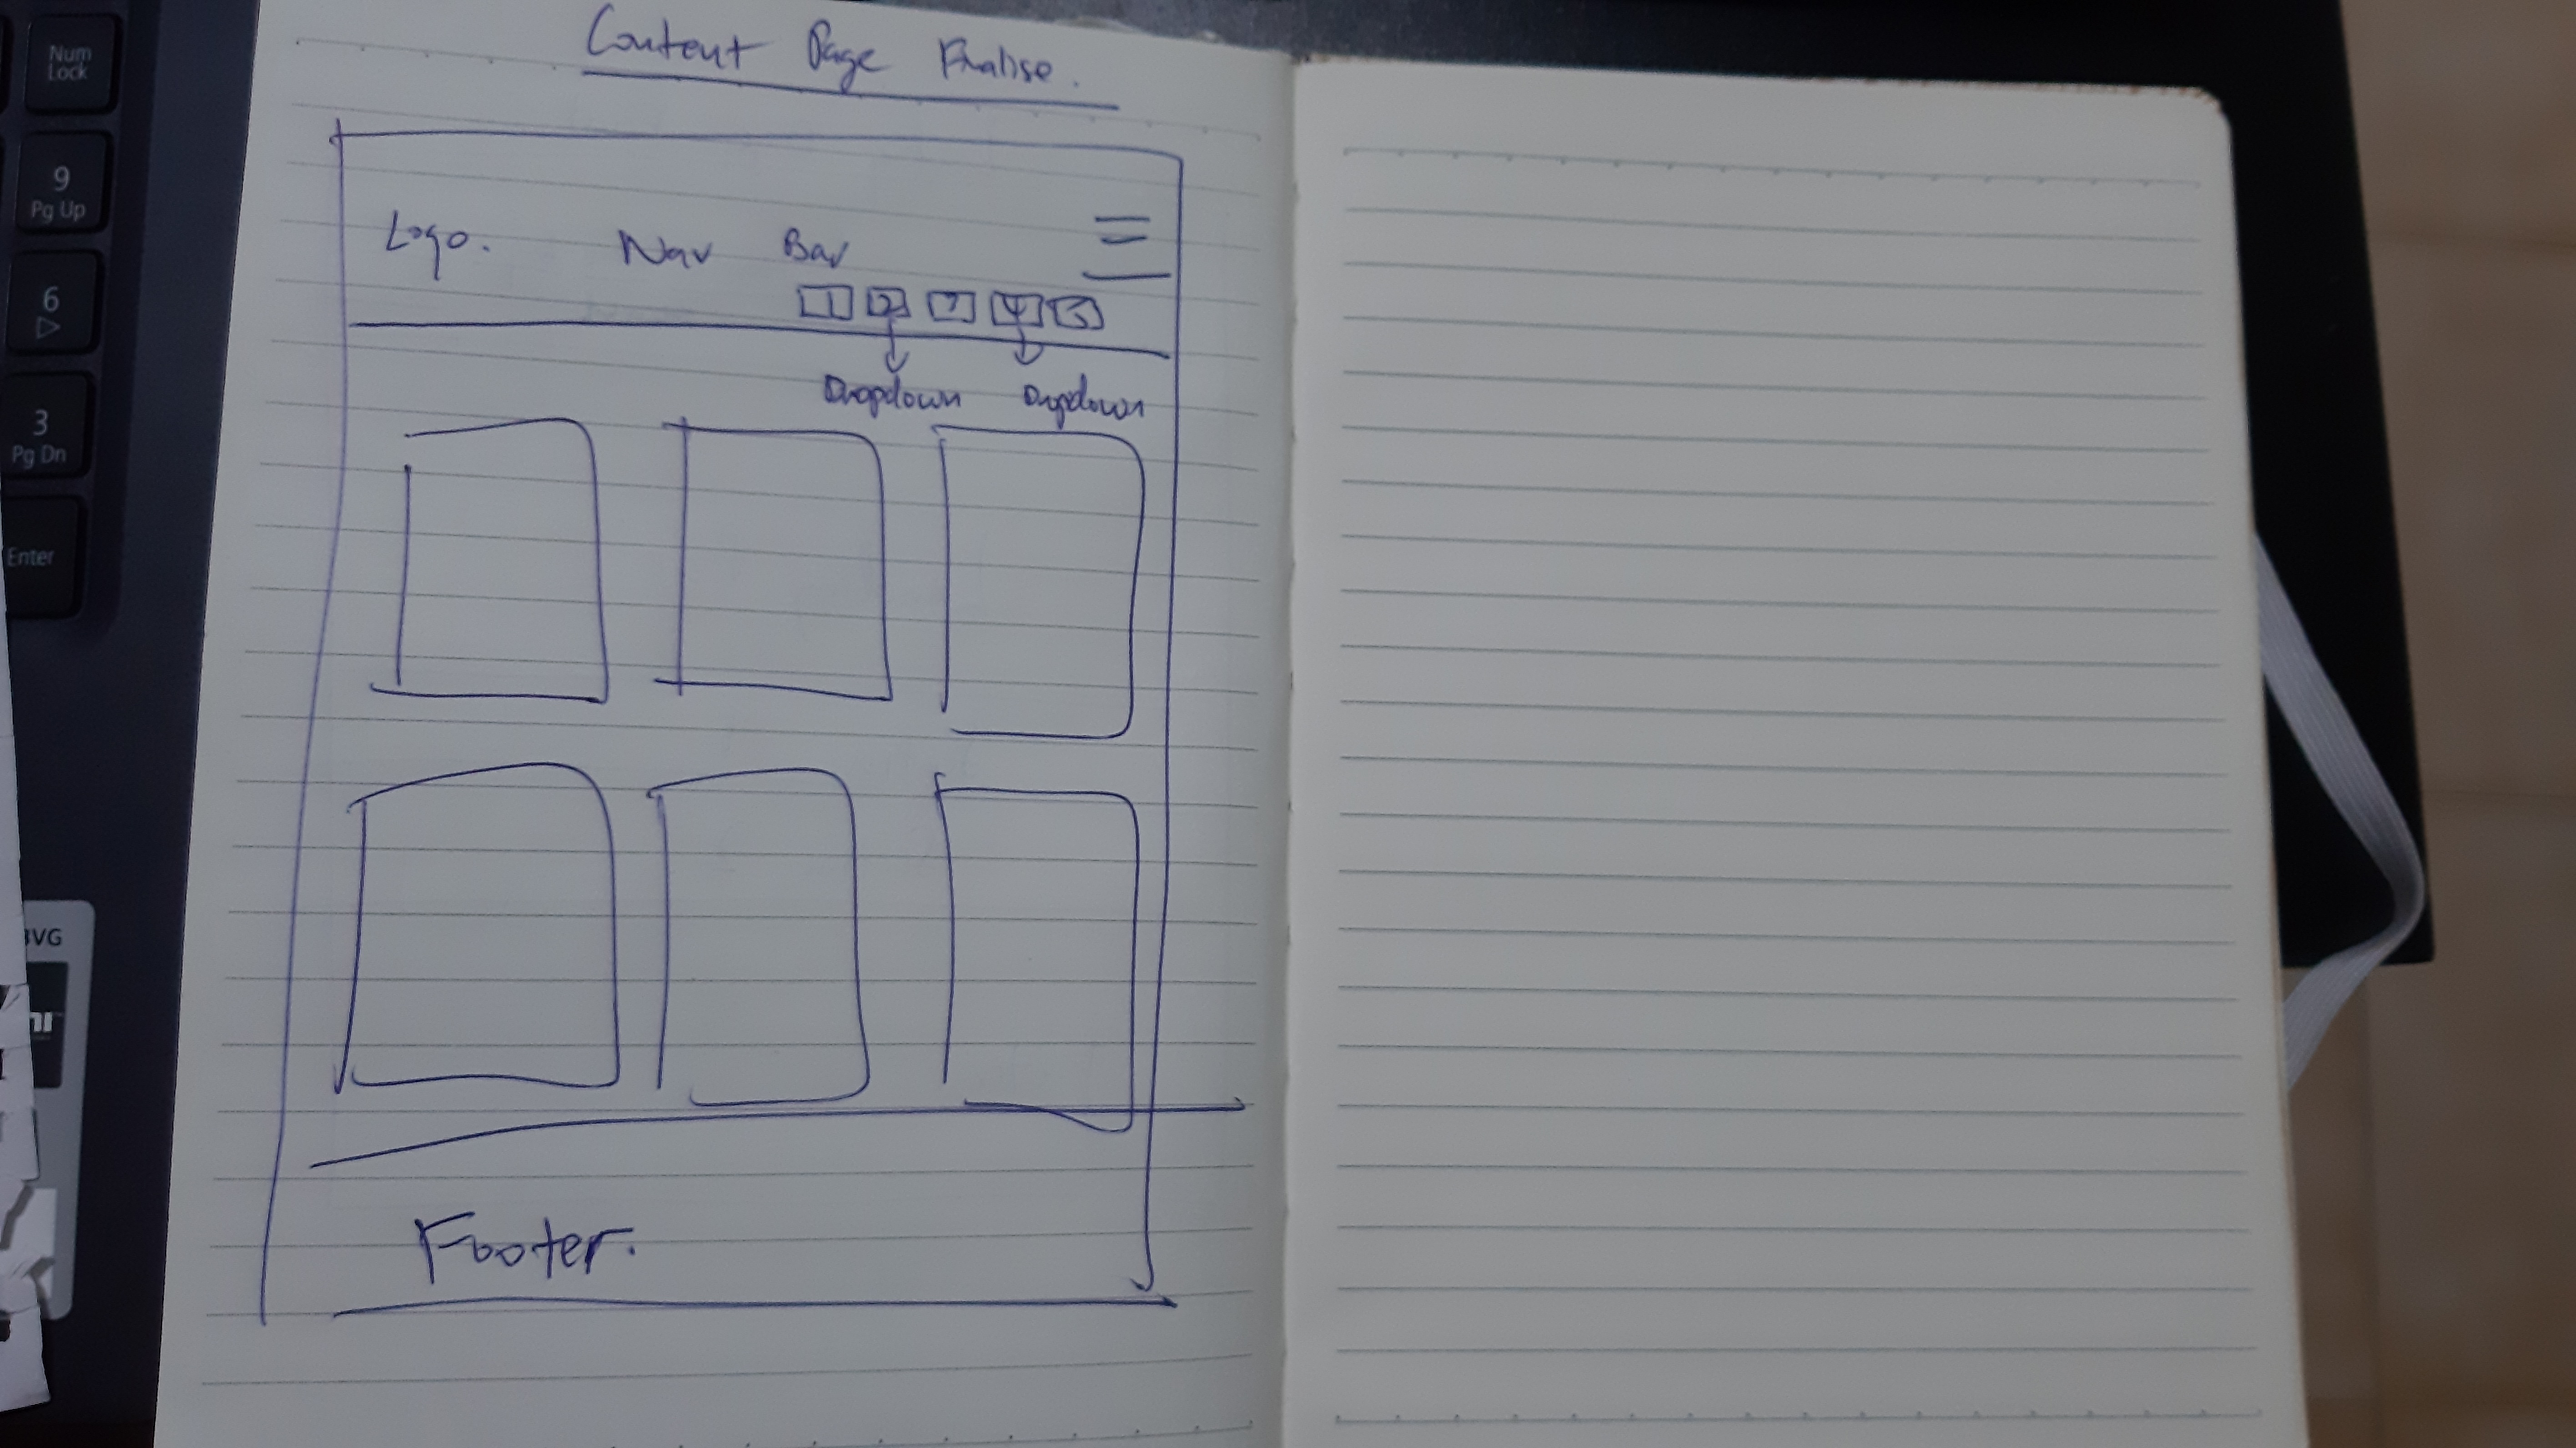 Content Page Finalise.
Logo.
Nav Bar
1 2 3 4 5
Dropdown Dropdown
Footer.
Num
Lock
9
Pg Up
6
3
Pg Dn
Enter